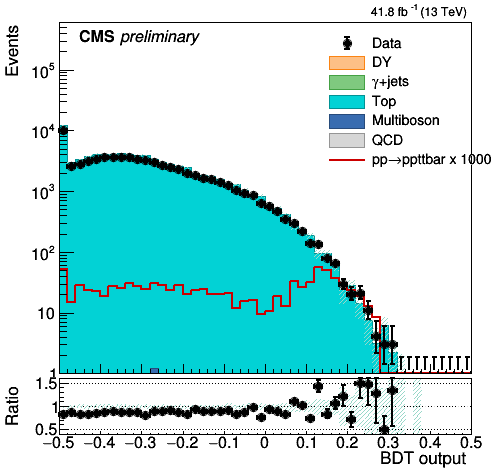 41.8 fb⁻¹ (13 TeV)
CMS preliminary
Events
Data
DY
γ+jets
Top
Multiboson
QCD
pp→ppttbar x 1000
10⁵
10⁴
10³
10²
10
1
Ratio
1.5
1
0.5
−0.5 −0.4 −0.3 −0.2 −0.1 0 0.1 0.2 0.3 0.4 0.5
BDT output